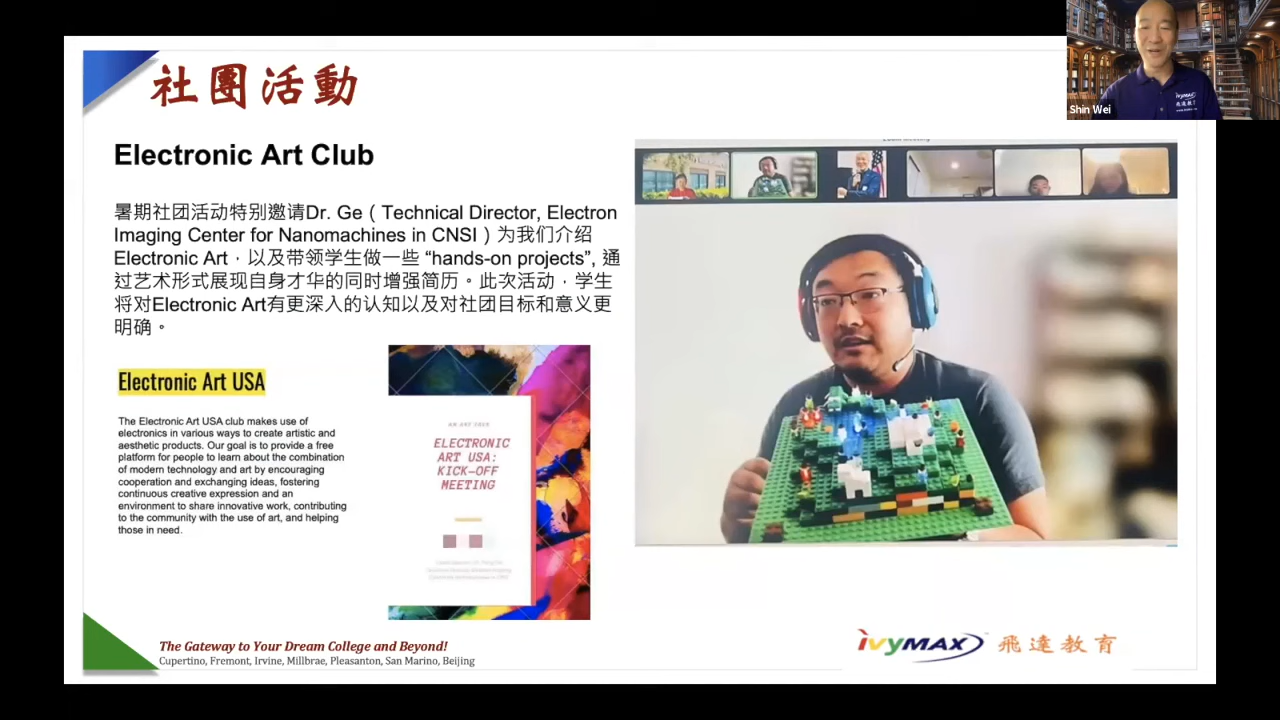 社團活動
Shin Wei
Electronic Art Club
暑期社团活动特别邀请Dr. Ge（Technical Director, Electron
Imaging Center for Nanomachines in CNSI）为我们介绍
Electronic Art，以及带领学生做一些 “hands-on projects”, 通
过艺术形式展现自身才华的同时增强简历。此次活动，学生
将对Electronic Art有更深入的认知以及对社团目标和意义更
明确。
Electronic Art USA
The Electronic Art USA club makes use of
electronics in various ways to create artistic and
aesthetic products. Our goal is to provide a free
platform for people to learn about the combination
of modern technology and art by encouraging
cooperation and exchanging ideas, fostering
continuous creative expression and an
environment to share innovative work, contributing
to the community with the use of art, and helping
those in need.
AN ART TALK
ELECTRONIC
ART USA:
KICK-OFF
MEETING
The Gateway to Your Dream College and Beyond!
Cupertino, Fremont, Irvine, Millbrae, Pleasanton, San Marino, Beijing
ivyMAX 飛達教育